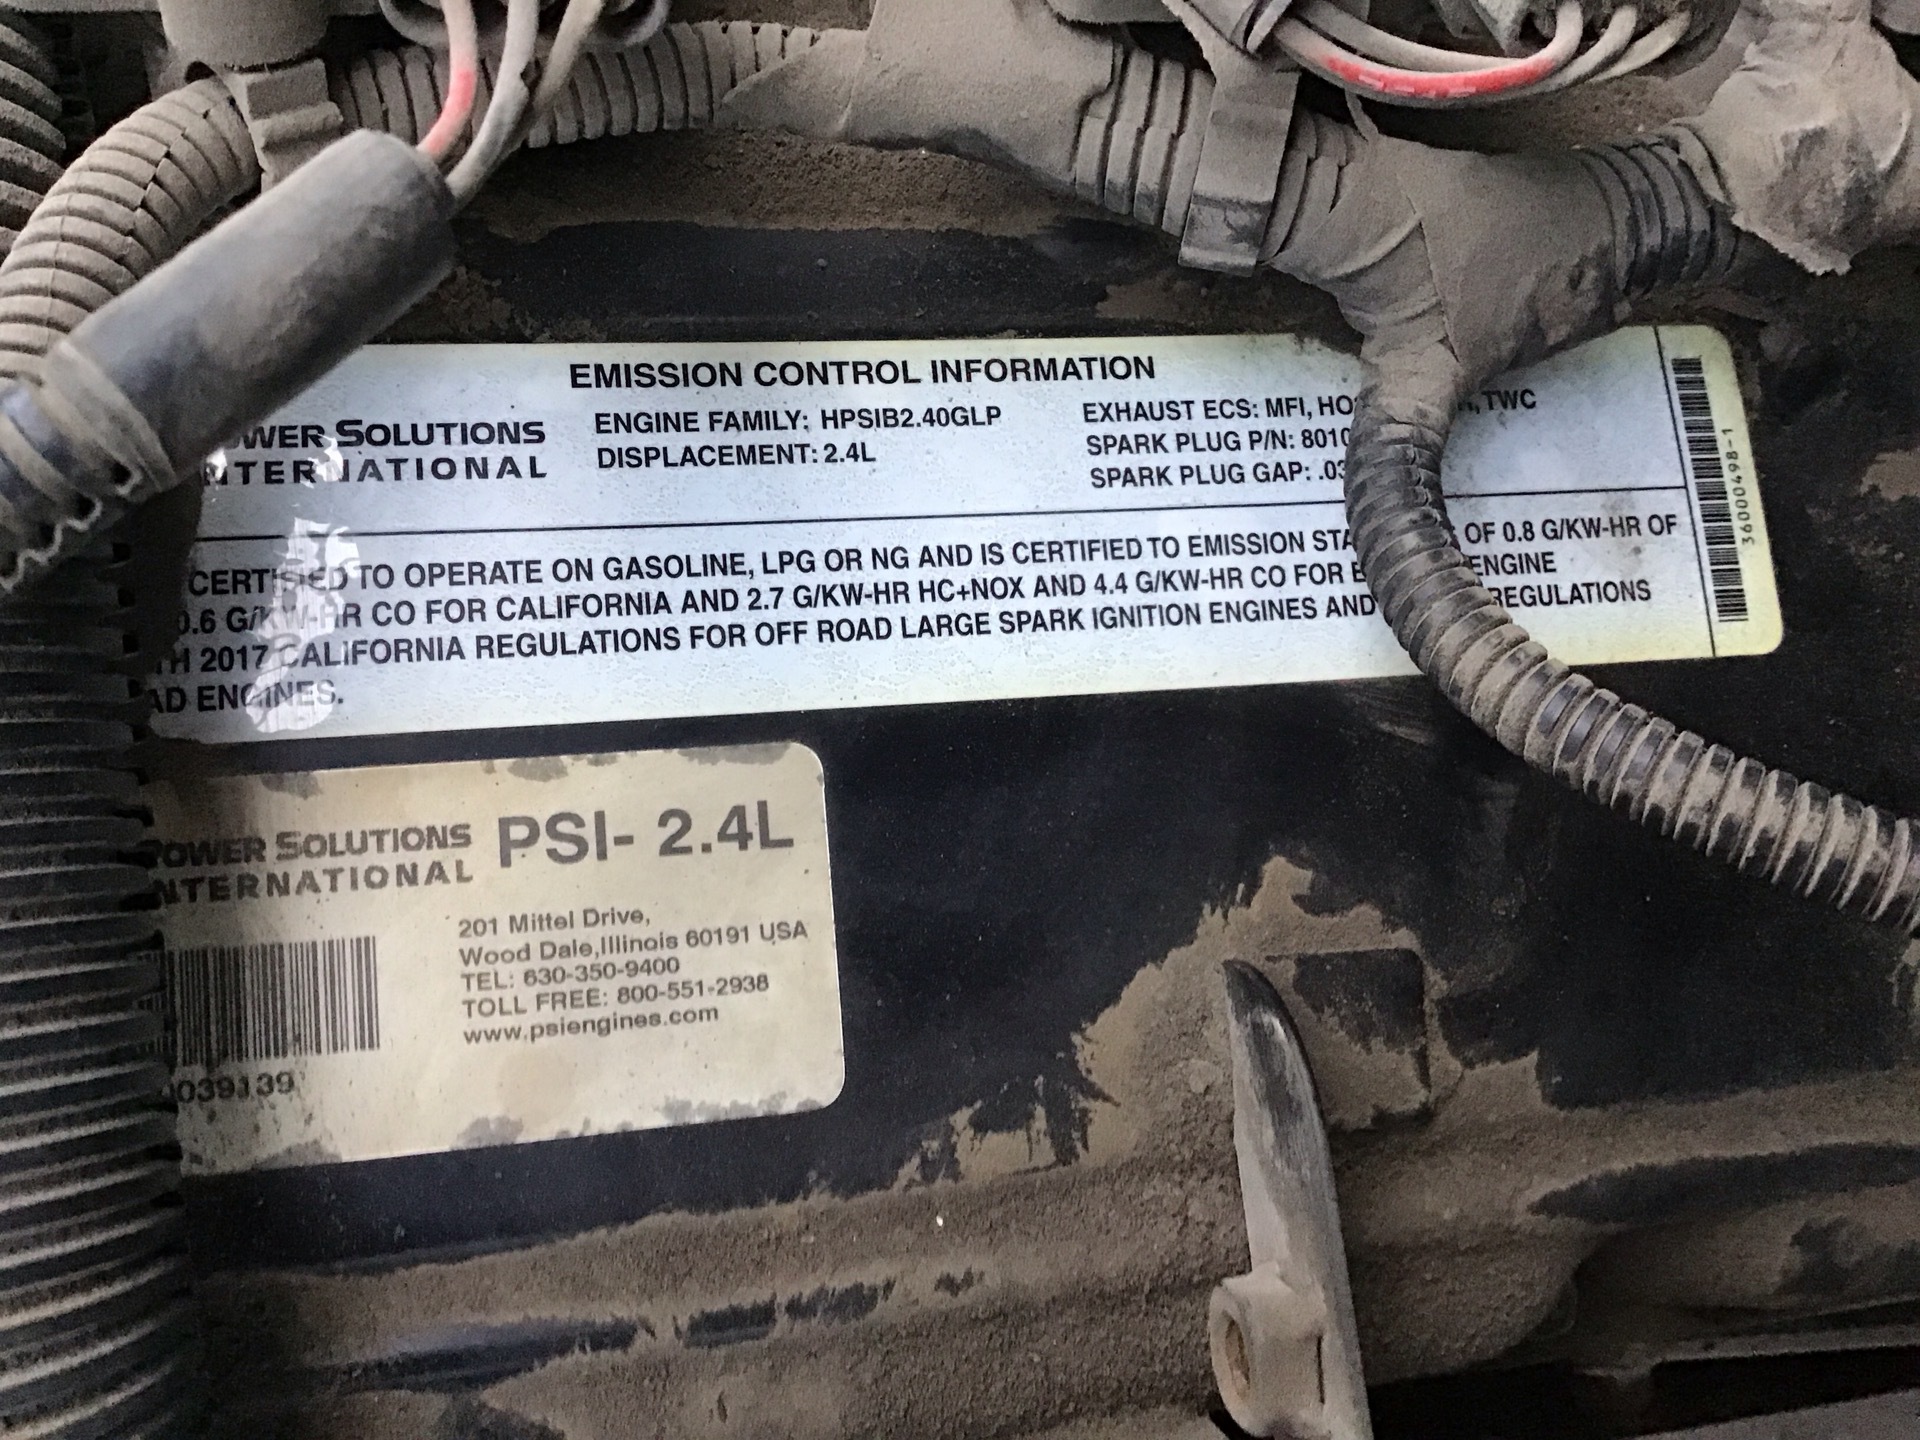 EMISSION CONTROL INFORMATION
SOLUTIONS
ENGINE FAMILY: HPSIB2.40GLP
DISPLACEMENT: 2.4L
EXHAUST ECS: MFI, TWC
SPARK PLUG P/N:
SPARK PLUG GAP:
CERTIFIED TO OPERATE ON GASOLINE, LPG OR NG AND IS CERTIFIED TO EMISSION OF 0.8 G/KW-HR OF
G/KW-HR CO FOR CALIFORNIA AND 2.7 G/KW-HR HC+NOX AND 4.4 G/KW-HR CO FOR ENGINE
2017 CALIFORNIA REGULATIONS FOR OFF ROAD LARGE SPARK IGNITION ENGINES AND REGULATIONS
ENGINES.
36000498-1
POWER SOLUTIONS
INTERNATIONAL
PSI- 2.4L
201 Mittel Drive,
Wood Dale,Illinois 60191 USA
TEL: 630-350-9400
TOLL FREE: 800-551-2938
www.psiengines.com